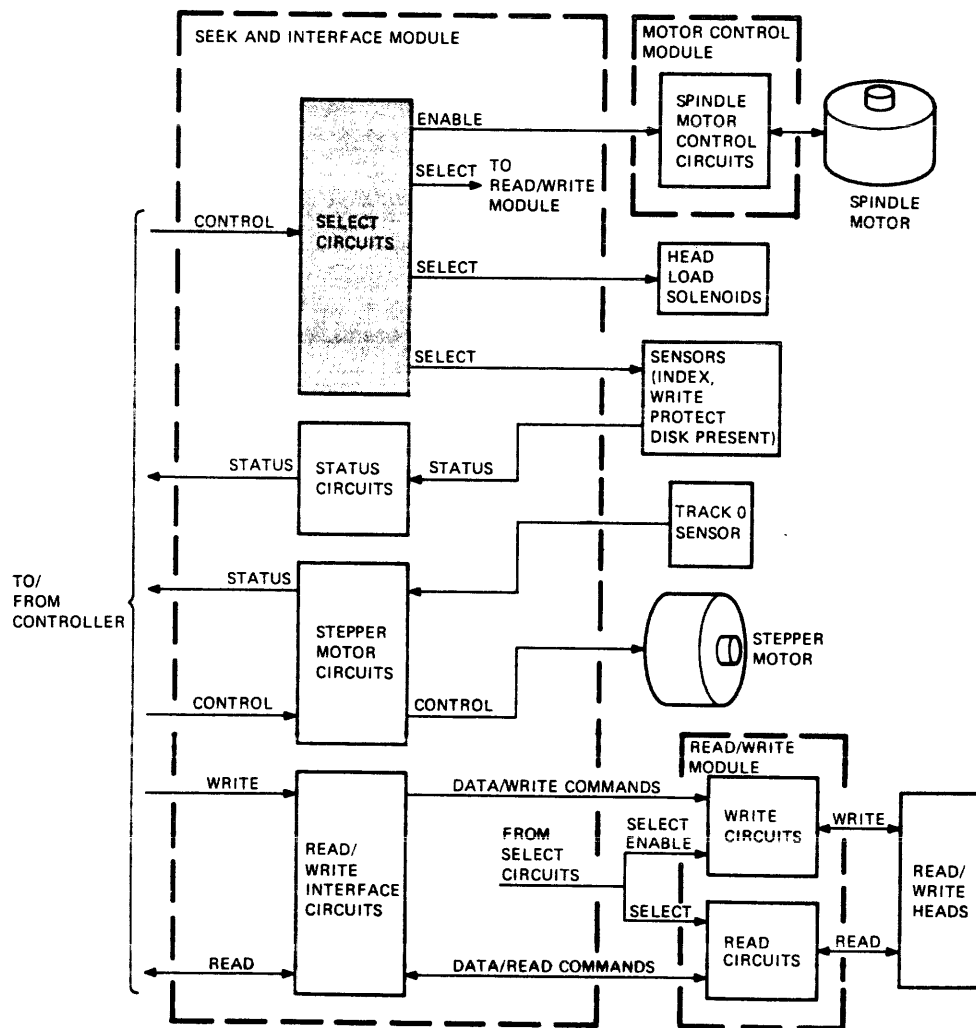 SEEK AND INTERFACE MODULE
MOTOR CONTROL
MODULE
ENABLE
SPINDLE
MOTOR
CONTROL
CIRCUITS
SPINDLE
MOTOR
SELECT
TO
READ/WRITE
MODULE
CONTROL
SELECT
CIRCUITS
SELECT
HEAD
LOAD
SOLENOIDS
SELECT
SENSORS
(INDEX,
WRITE
PROTECT
DISK PRESENT)
STATUS
STATUS
CIRCUITS
STATUS
TRACK 0
SENSOR
TO/
FROM
CONTROLLER
STATUS
STEPPER
MOTOR
CIRCUITS
STEPPER
MOTOR
CONTROL
CONTROL
READ/WRITE
MODULE
WRITE
DATA/WRITE COMMANDS
WRITE
CIRCUITS
WRITE
FROM
SELECT
CIRCUITS
SELECT
ENABLE
READ/
WRITE
INTERFACE
CIRCUITS
READ/
WRITE
HEADS
SELECT
READ
CIRCUITS
READ
READ
DATA/READ COMMANDS